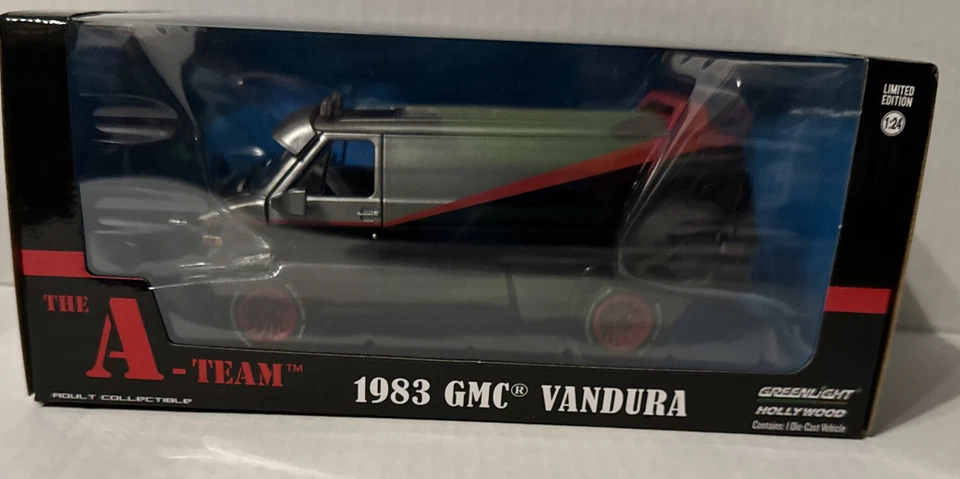 LIMITED
EDITION
1:24
THE
A-TEAM™
ADULT COLLECTIBLE
1983 GMC® VANDURA
GREENLIGHT
HOLLYWOOD
Contains: 1 Die-Cast Vehicle